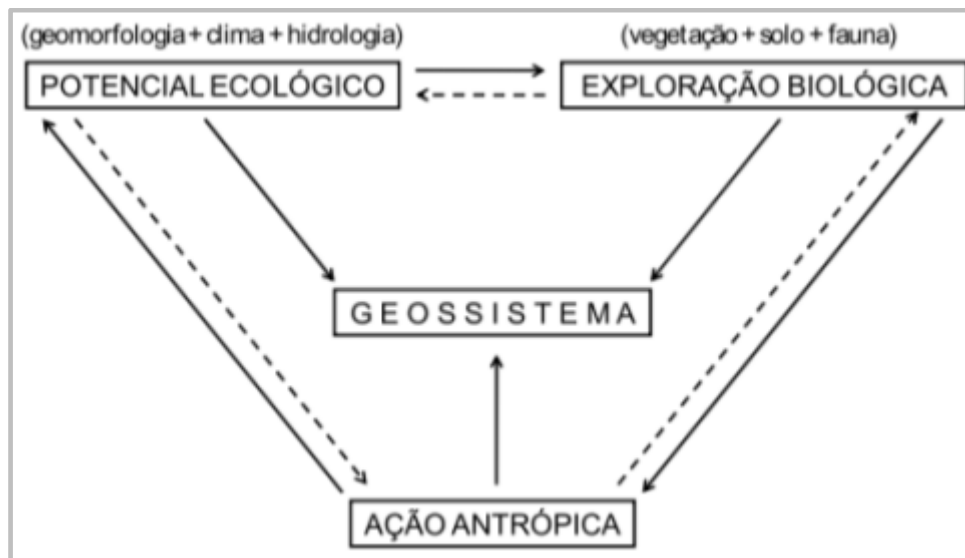 (geomorfologia + clima + hidrologia)
(vegetação + solo + fauna)
POTENCIAL ECOLÓGICO
EXPLORAÇÃO BIOLÓGICA
GEOSSISTEMA
AÇÃO ANTRÓPICA